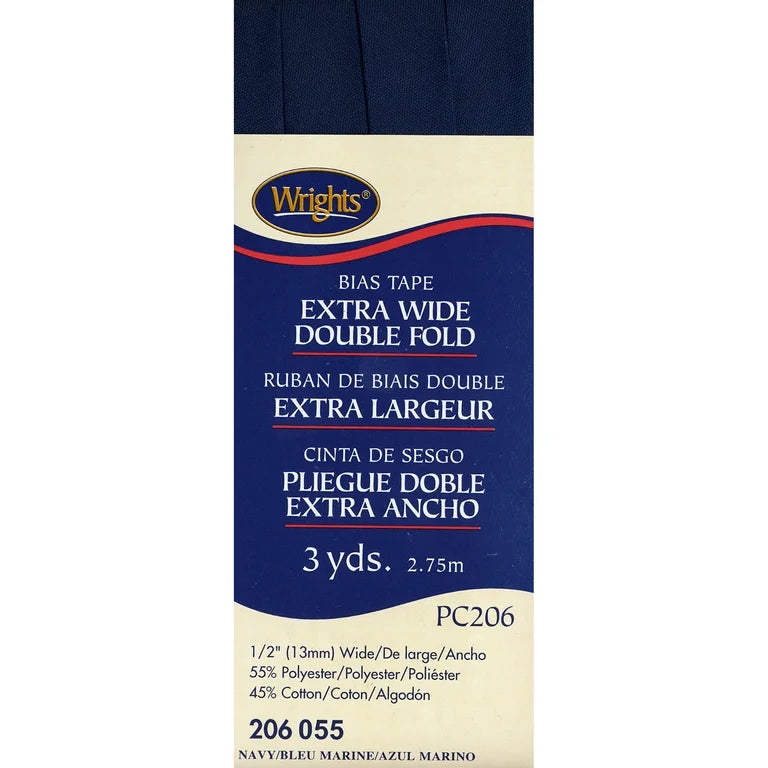 Wrights®
BIAS TAPE
EXTRA WIDE
DOUBLE FOLD
RUBAN DE BIAIS DOUBLE
EXTRA LARGEUR
CINTA DE SESGO
PLIEGUE DOBLE
EXTRA ANCHO
3 yds. 2.75m
PC206
1/2" (13mm) Wide/De large/Ancho
55% Polyester/Polyester/Poliéster
45% Cotton/Coton/Algodón
206 055
NAVY/BLEU MARINE/AZUL MARINO